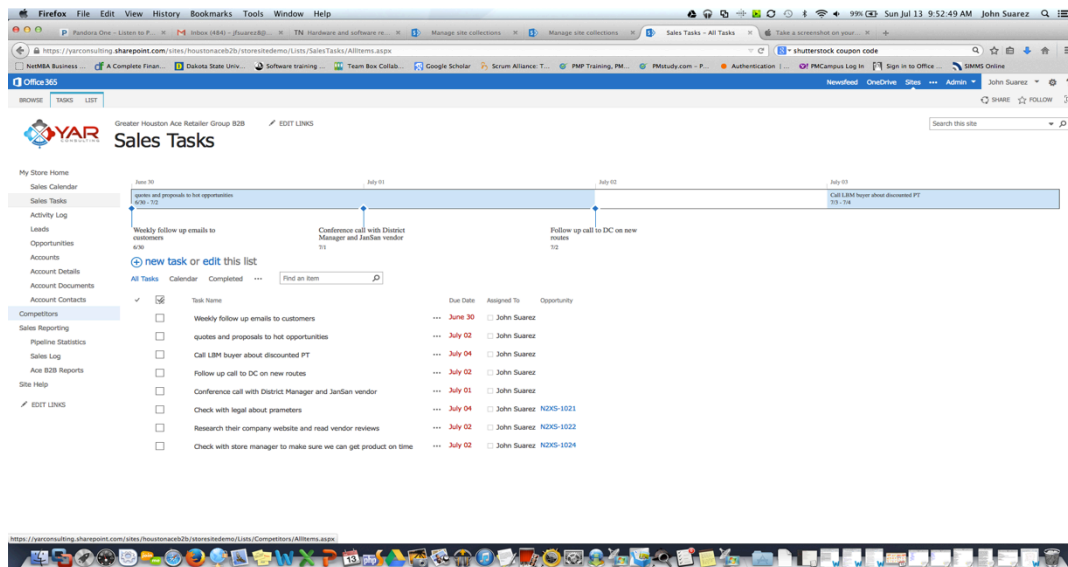 Firefox File Edit View History Bookmarks Tools Window Help 99% Sun Jul 13 9:52:49 AM John Suarez
Pandora One – Listen to F... Inbox (484) – jfsuarez8@... TN Hardware and software re... Manage site collections Manage site collections Sales Tasks – All Tasks Take a screenshot on your...
https://yarconsulting.sharepoint.com/sites/houstonaceb2b/storesitedemo/Lists/SalesTasks/AllItems.aspx shutterstock coupon code
NetMBA Business ... A Complete Finan... Dakota State Univ... Software training ... Team Box Collab... Google Scholar Scrum Alliance: T... PMP Training, PM... PMstudy.com – P... Authentication | ... PMCampus Log In Sign in to Office ... SIMMS Online
Office 365 Newsfeed OneDrive Sites ... Admin John Suarez
BROWSE TASKS LIST SHARE FOLLOW
YAR CONSULTING
Greater Houston Ace Retailer Group B2B EDIT LINKS
Sales Tasks
Search this site
My Store Home
Sales Calendar
Sales Tasks
Activity Log
Leads
Opportunities
Accounts
Account Details
Account Documents
Account Contacts
Competitors
Sales Reporting
Pipeline Statistics
Sales Log
Ace B2B Reports
Site Help
EDIT LINKS
June 30 July 01 July 02 July 03
quotes and proposals to hot opportunities
6/30 - 7/2
Call LBM buyer about discounted PT
7/3 - 7/4
Weekly follow up emails to
customers
6/30
Conference call with District
Manager and JanSan vendor
7/1
Follow up call to DC on new
routes
7/2
new task or edit this list
All Tasks Calendar Completed ... Find an item
Task Name Due Date Assigned To Opportunity
Weekly follow up emails to customers ... June 30 John Suarez
quotes and proposals to hot opportunities ... July 02 John Suarez
Call LBM buyer about discounted PT ... July 04 John Suarez
Follow up call to DC on new routes ... July 02 John Suarez
Conference call with District Manager and JanSan vendor ... July 01 John Suarez
Check with legal about prameters ... July 04 John Suarez N2XS-1021
Research their company website and read vendor reviews ... July 02 John Suarez N2XS-1022
Check with store manager to make sure we can get product on time ... July 02 John Suarez N2XS-1024
https://yarconsulting.sharepoint.com/sites/houstonaceb2b/storesitedemo/Lists/Competitors/AllItems.aspx